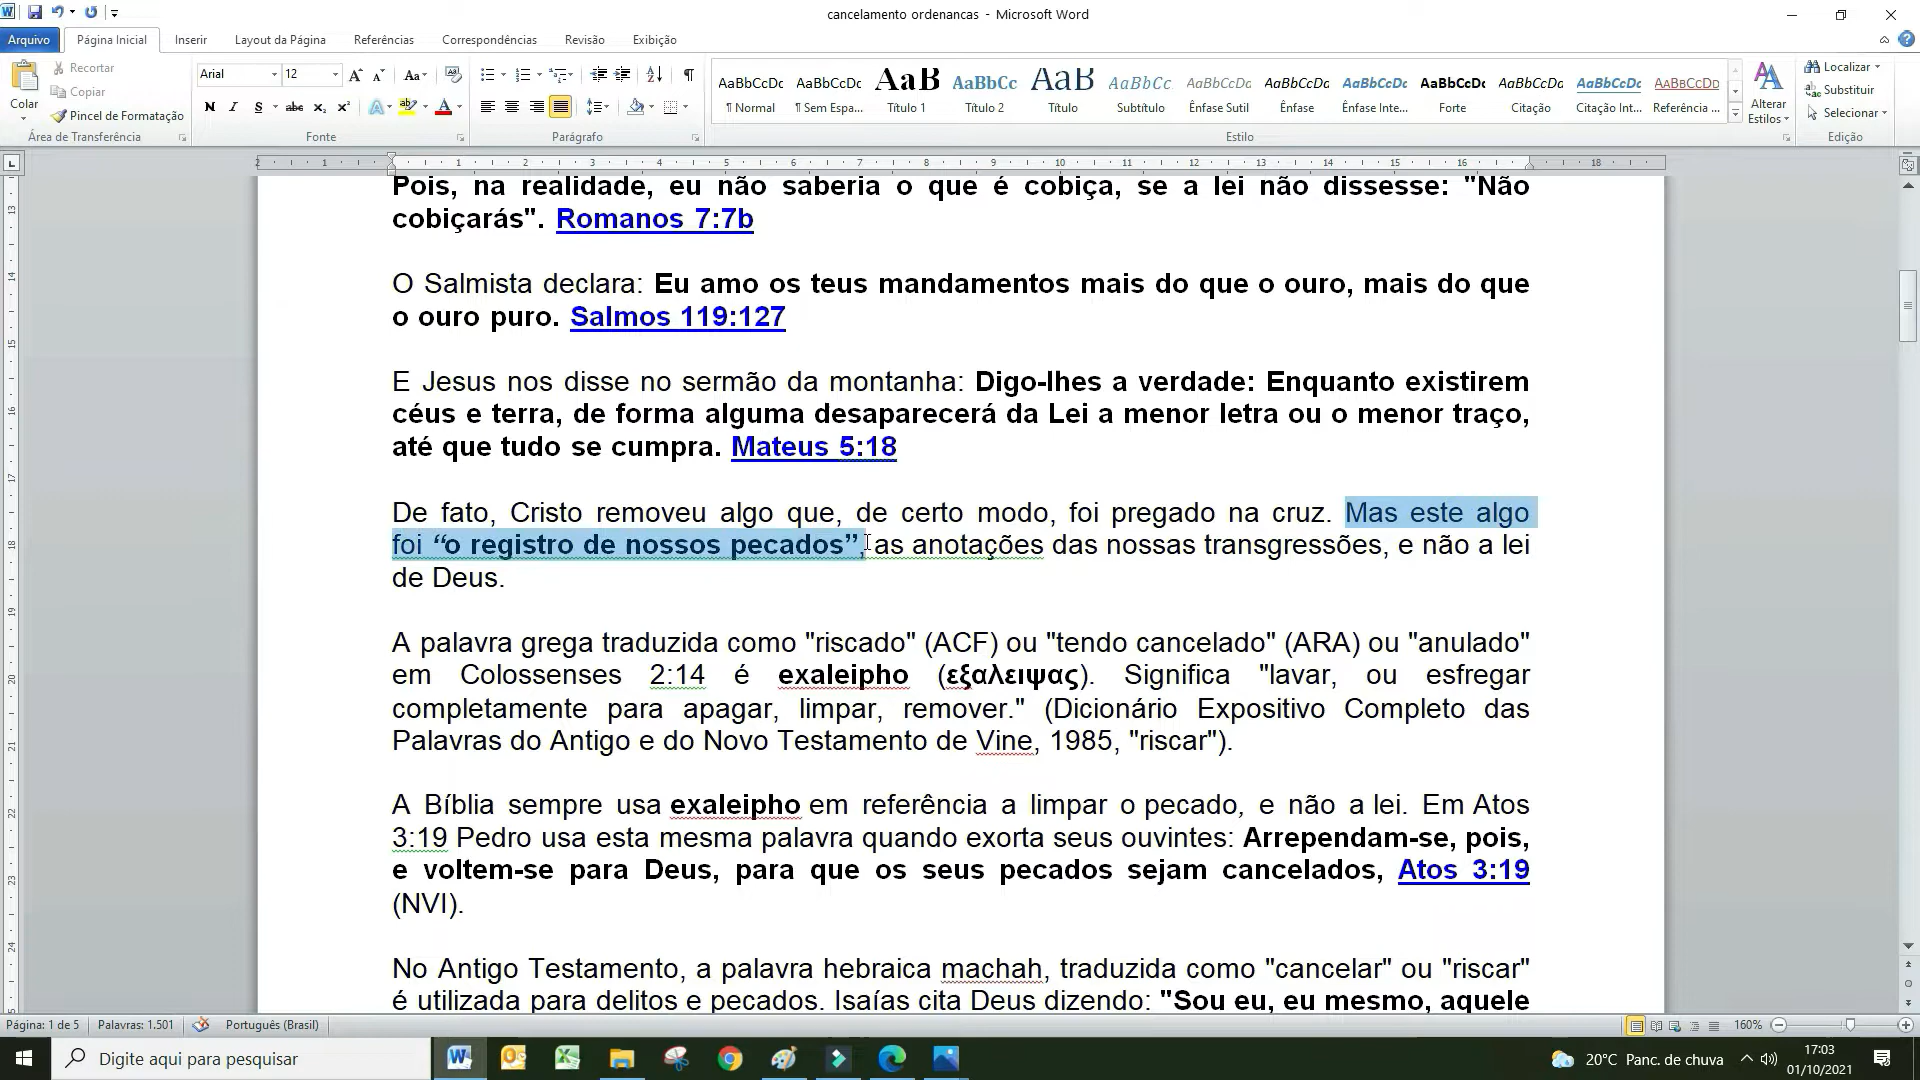 cancelamento ordenancas - Microsoft Word
Arquivo Página Inicial Inserir Layout da Página Referências Correspondências Revisão Exibição
Colar
Recortar
Copiar
Pincel de Formatação
Área de Transferência
Arial 12
Fonte
Parágrafo
AaBbCcDc AaBbCcDc AaB AaBbCc AaB AaBbCc AaBbCcDc AaBbCcDc AaBbCcDc AaBbCcDc AaBbCcDc AaBbCcDc AABBCCDD
¶ Normal ¶ Sem Espa... Título 1 Título 2 Título Subtítulo Ênfase Sutil Ênfase Ênfase Inte... Forte Citação Citação Int... Referência ...
Estilo
Alterar
Estilos
Localizar
Substituir
Selecionar
Edição
Pois, na realidade, eu não saberia o que é cobiça, se a lei não dissesse: "Não
cobiçarás". Romanos 7:7b
O Salmista declara: Eu amo os teus mandamentos mais do que o ouro, mais do que
o ouro puro. Salmos 119:127
E Jesus nos disse no sermão da montanha: Digo-lhes a verdade: Enquanto existirem
céus e terra, de forma alguma desaparecerá da Lei a menor letra ou o menor traço,
até que tudo se cumpra. Mateus 5:18
De fato, Cristo removeu algo que, de certo modo, foi pregado na cruz. Mas este algo
foi “o registro de nossos pecados”, as anotações das nossas transgressões, e não a lei
de Deus.
A palavra grega traduzida como "riscado" (ACF) ou "tendo cancelado" (ARA) ou "anulado"
em Colossenses 2:14 é exaleipho (εξαλειψας). Significa "lavar, ou esfregar
completamente para apagar, limpar, remover." (Dicionário Expositivo Completo das
Palavras do Antigo e do Novo Testamento de Vine, 1985, "riscar").
A Bíblia sempre usa exaleipho em referência a limpar o pecado, e não a lei. Em Atos
3:19 Pedro usa esta mesma palavra quando exorta seus ouvintes: Arrependam-se, pois,
e voltem-se para Deus, para que os seus pecados sejam cancelados, Atos 3:19
(NVI).
No Antigo Testamento, a palavra hebraica machah, traduzida como "cancelar" ou "riscar"
é utilizada para delitos e pecados. Isaías cita Deus dizendo: "Sou eu, eu mesmo, aquele
Página: 1 de 5 Palavras: 1.501 Português (Brasil) 160%
Digite aqui para pesquisar
20°C Panc. de chuva
17:03
01/10/2021